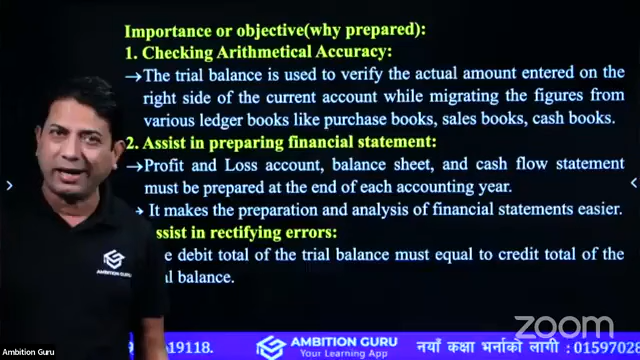 Importance or objective(why prepared):
1. Checking Arithmetical Accuracy:
→The trial balance is used to verify the actual amount entered on the
right side of the current account while migrating the figures from
various ledger books like purchase books, sales books, cash books.
2. Assist in preparing financial statement:
→Profit and Loss account, balance sheet, and cash flow statement
must be prepared at the end of each accounting year.
→ It makes the preparation and analysis of financial statements easier.
ssist in rectifying errors:
e debit total of the trial balance must equal to credit total of the
l balance.
AMBITION GURU
zoom
Ambition Guru
19118.
AMBITION GURU
Your Learning App
नयाँ कक्षा भर्नाको लागी : 01597028